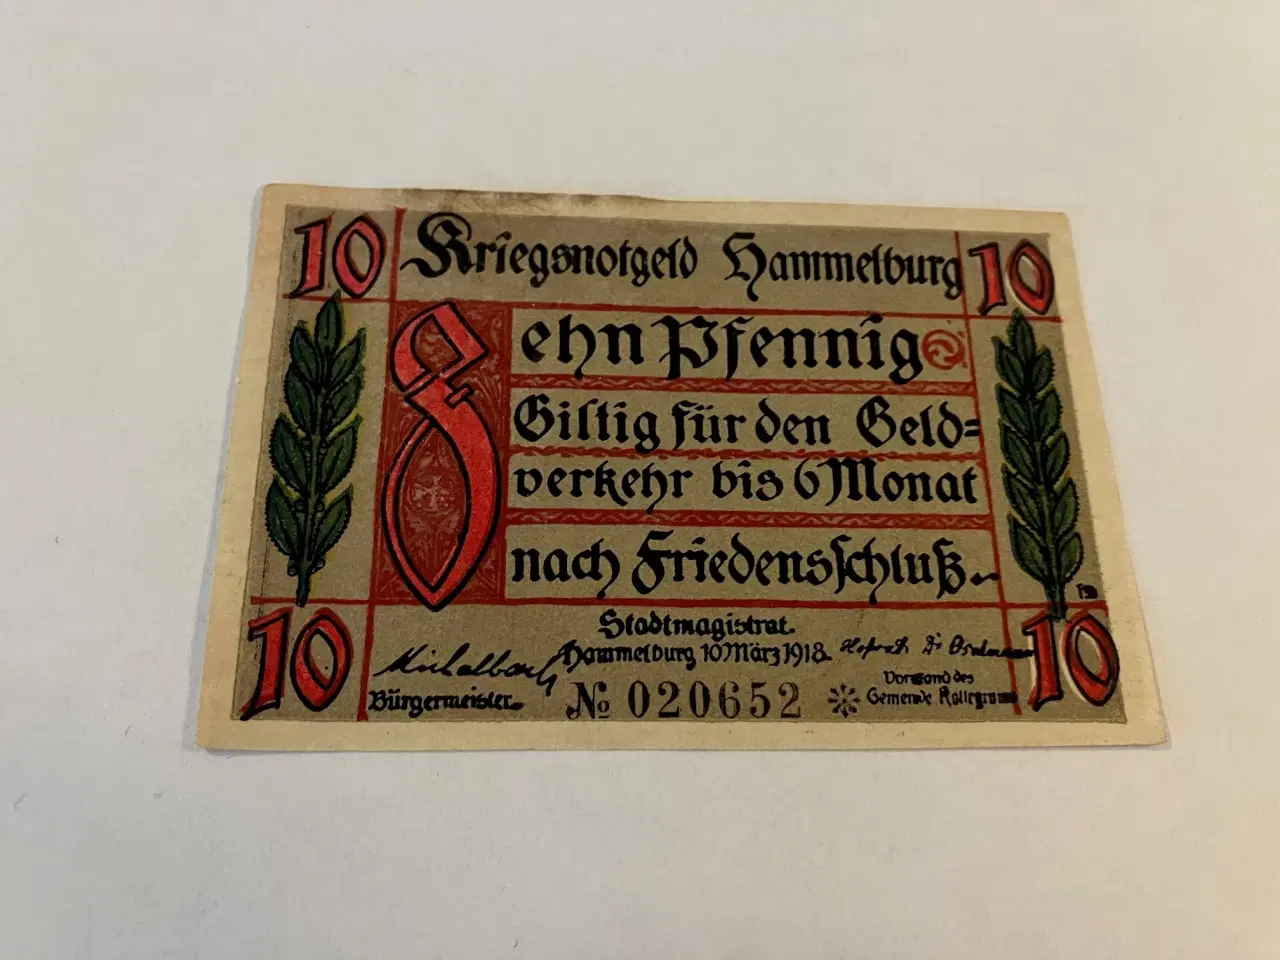 10 Kriegsnotgeld Hammelburg 10
Zehn Pfennig
Giltig für den Geld=
verkehr bis 6 Monat
nach Friedensschluß.
Stadtmagistrat.
Hammelburg 10 März 1918.
Bürgermeister.
№ 020652
Vorstand des
Gemeinde Kolleg
10 10